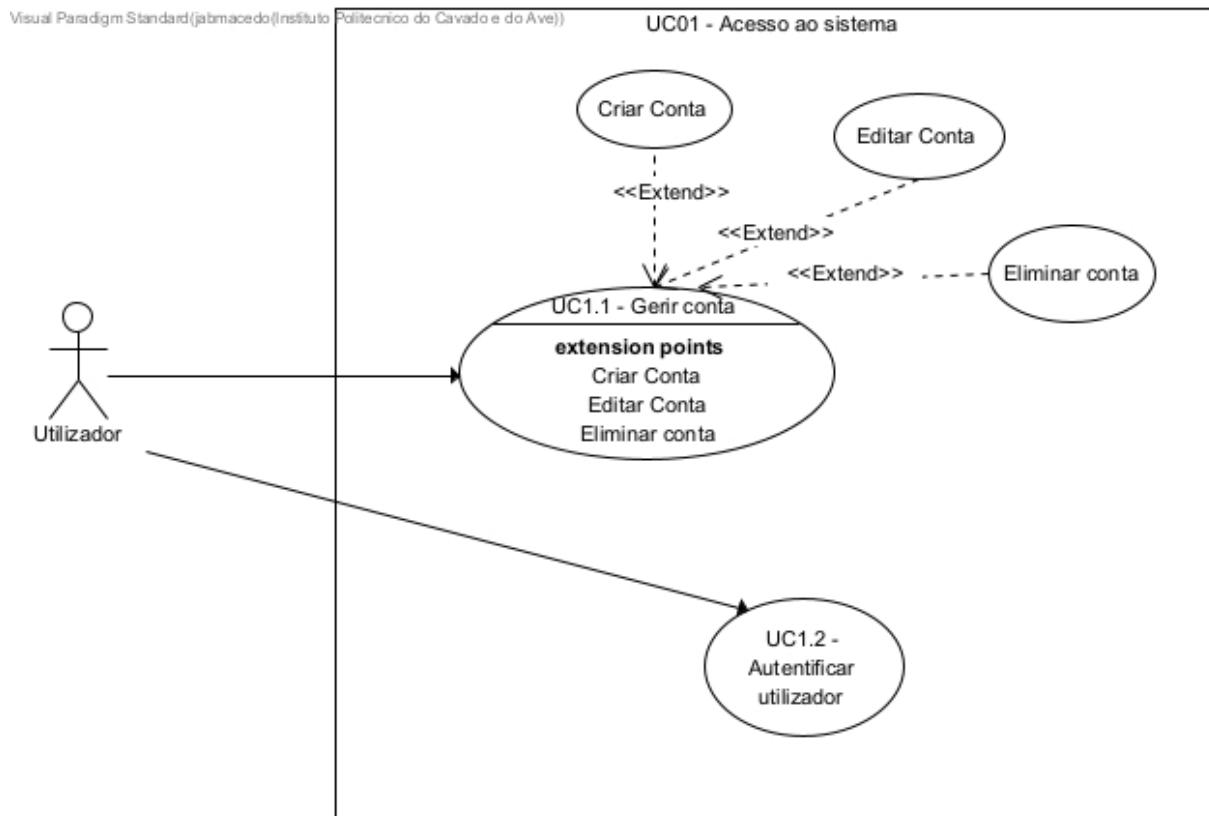 Visual Paradigm Standard(jabmacedo(Instituto Politecnico do Cavado e do Ave))
UC01 - Acesso ao sistema
Criar Conta
Editar Conta
<<Extend>>
<<Extend>>
<<Extend>>
Eliminar conta
UC1.1 - Gerir conta
extension points
Criar Conta
Editar Conta
Eliminar conta
Utilizador
UC1.2 -
Autentificar
utilizador